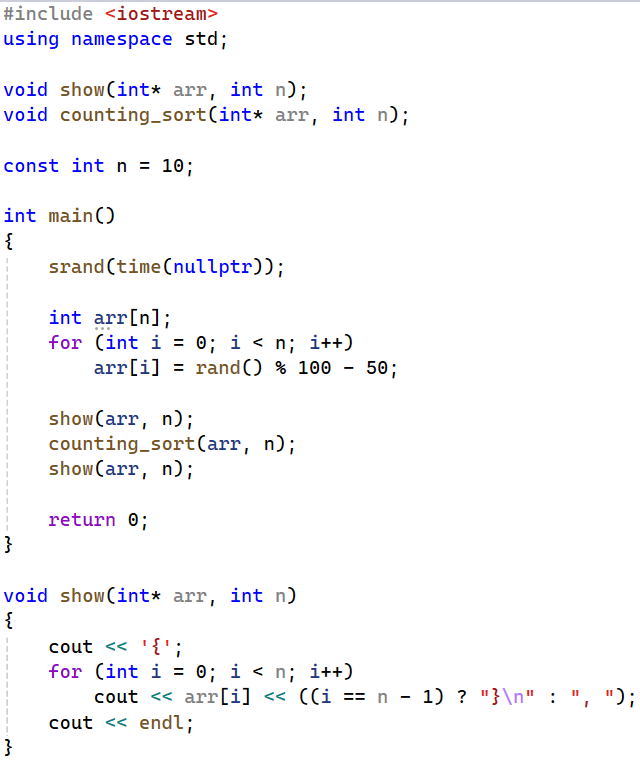 #include <iostream>
using namespace std;

void show(int* arr, int n);
void counting_sort(int* arr, int n);

const int n = 10;

int main()
{
    srand(time(nullptr));

    int arr[n];
    for (int i = 0; i < n; i++)
        arr[i] = rand() % 100 - 50;

    show(arr, n);
    counting_sort(arr, n);
    show(arr, n);

    return 0;
}

void show(int* arr, int n)
{
    cout << '{';
    for (int i = 0; i < n; i++)
        cout << arr[i] << ((i == n - 1) ? "}\n" : ", ");
    cout << endl;
}